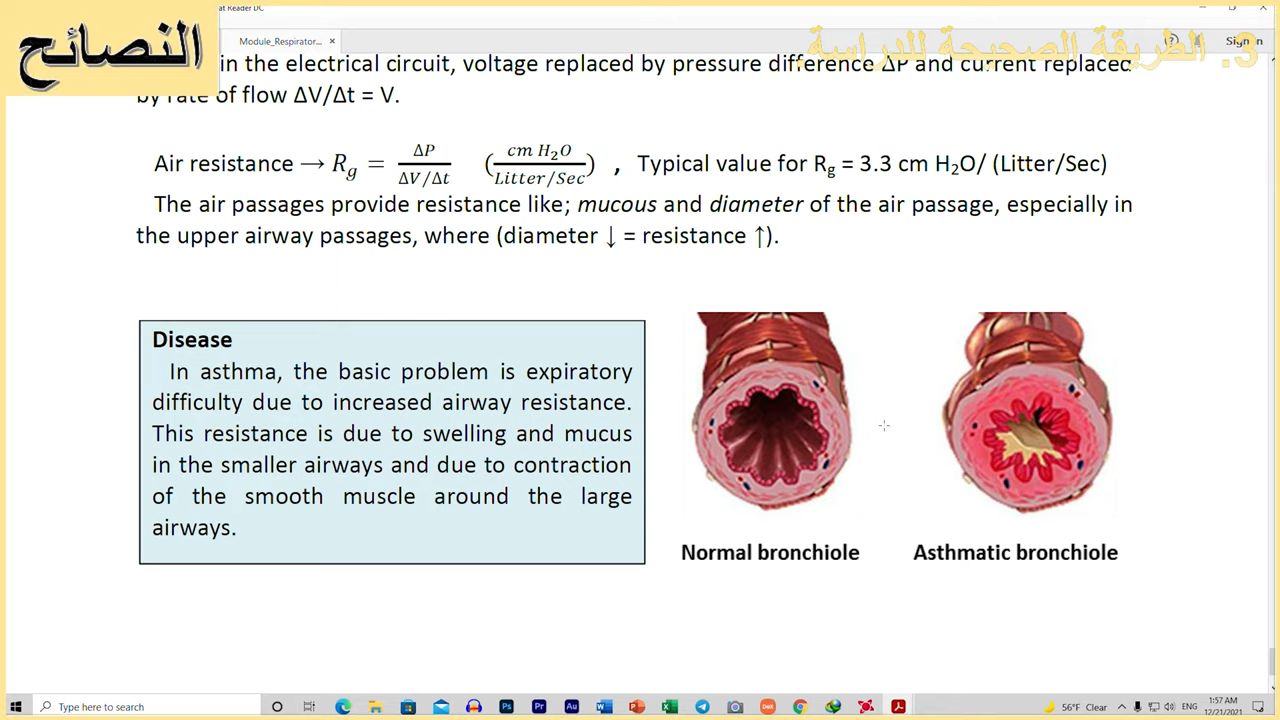 at Reader DC
النصائح
Module_Respirator... ×
3. الطريقة الصحيحة للدراسة
Sign In
in the electrical circuit, voltage replaced by pressure difference ΔP and current replaced
by rate of flow ΔV/Δt = V.
Air resistance → Rg = ΔP / ΔV/Δt (cm H₂O / Litter/Sec) , Typical value for Rg = 3.3 cm H₂O/ (Litter/Sec)
The air passages provide resistance like; mucous and diameter of the air passage, especially in
the upper airway passages, where (diameter ↓ = resistance ↑).
Disease
In asthma, the basic problem is expiratory
difficulty due to increased airway resistance.
This resistance is due to swelling and mucus
in the smaller airways and due to contraction
of the smooth muscle around the large
airways.
Normal bronchiole
Asthmatic bronchiole
Type here to search
56°F Clear
ENG
1:57 AM
12/21/2021